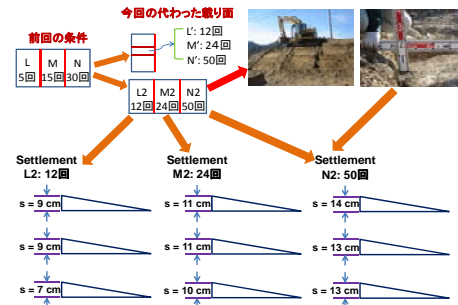 今回の代わった載り面
前回の条件
L': 12回
M': 24回
N': 50回
L M N
5回 15回 30回
L2 M2 N2
12回 24回 50回
Settlement
L2: 12回
Settlement
M2: 24回
Settlement
N2: 50回
s = 9 cm
s = 11 cm
s = 14 cm
s = 9 cm
s = 11 cm
s = 13 cm
s = 7 cm
s = 10 cm
s = 13 cm